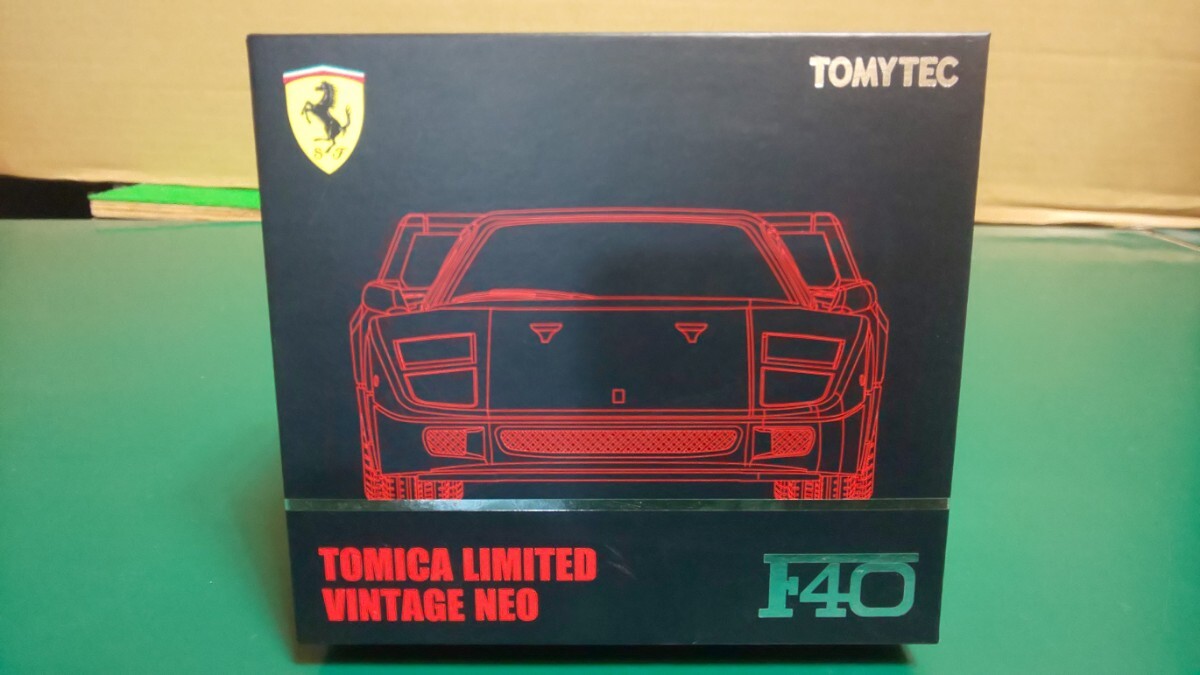 TOMYTEC
S F
TOMICA LIMITED
VINTAGE NEO
F40